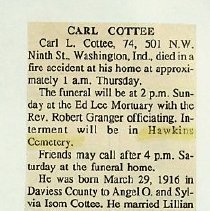 CARL COTTEE
Carl L. Cottee, 74, 501 N.W.
Ninth St., Washington, Ind., died in a
fire accident at his home at approxi-
mately 1 a.m. Thursday.
The funeral will be at 2 p.m. Sun-
day at the Ed Lee Mortuary with the
Rev. Robert Granger officiating. In-
terment will be in Hawkins
Cemetery.
Friends may call after 4 p.m. Sa-
turday at the funeral home.
He was born March 29, 1916 in
Daviess County to Angel O. and Syl-
via Isom Cottee. He married Lillian